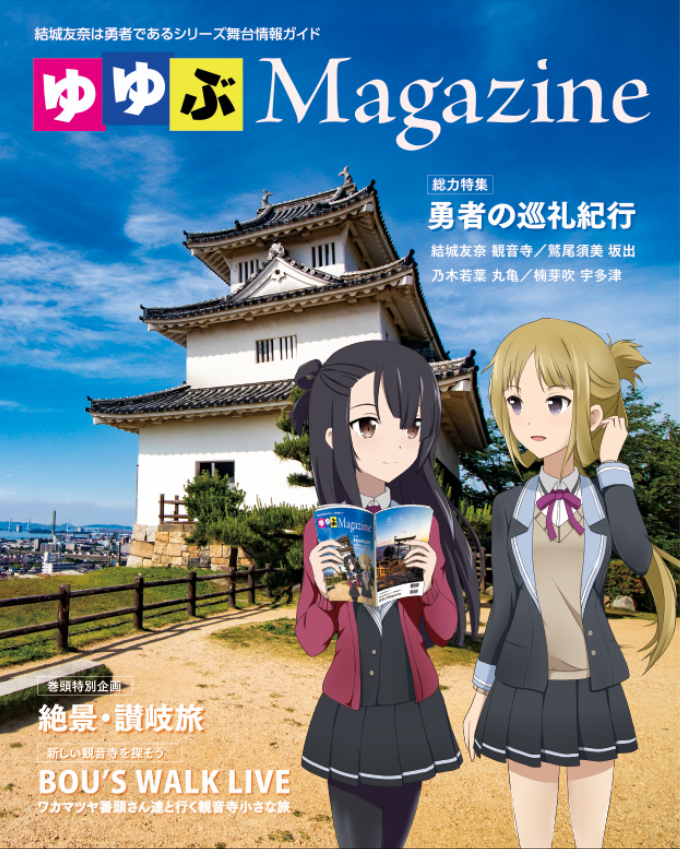 結城友奈は勇者であるシリーズ舞台情報ガイド
ゆゆぶ Magazine
総力特集
勇者の巡礼紀行
結城友奈 観音寺／鷲尾須美 坂出
乃木若葉 丸亀／楠芽吹 宇多津
ゆゆぶ Magazine
巻頭特別企画
絶景・讃岐旅
新しい観音寺を探そう
BOU'S WALK LIVE
ワカマツヤ番頭さん達と行く観音寺小さな旅